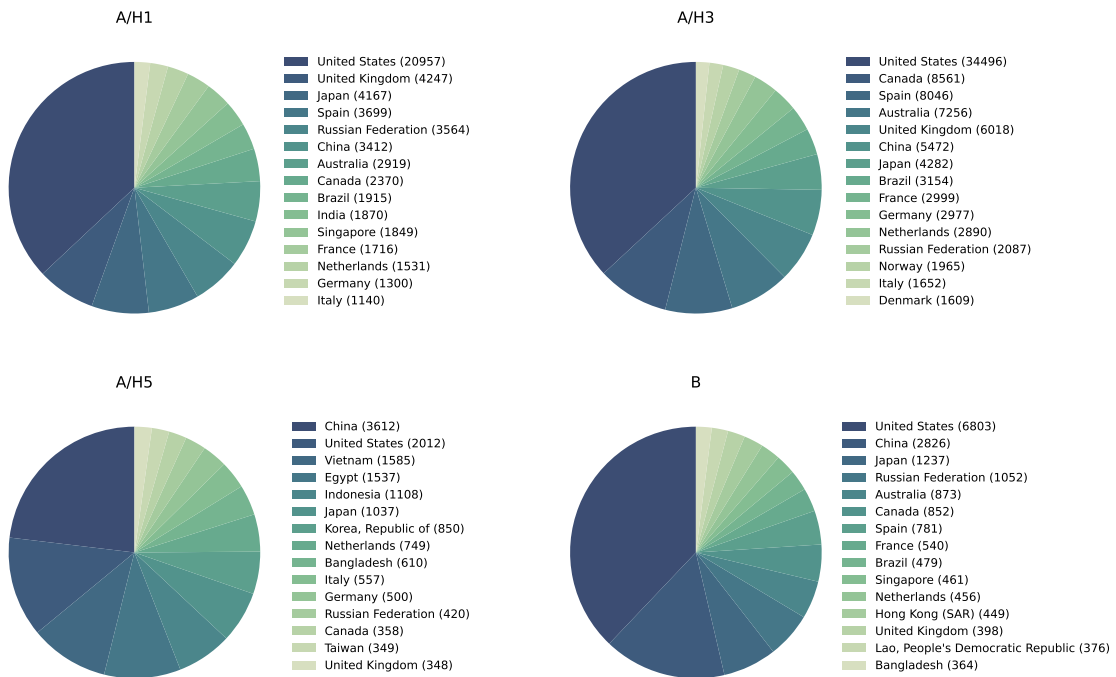 A/H1
United States (20957)
United Kingdom (4247)
Japan (4167)
Spain (3699)
Russian Federation (3564)
China (3412)
Australia (2919)
Canada (2370)
Brazil (1915)
India (1870)
Singapore (1849)
France (1716)
Netherlands (1531)
Germany (1300)
Italy (1140)
A/H3
United States (34496)
Canada (8561)
Spain (8046)
Australia (7256)
United Kingdom (6018)
China (5472)
Japan (4282)
Brazil (3154)
France (2999)
Germany (2977)
Netherlands (2890)
Russian Federation (2087)
Norway (1965)
Italy (1652)
Denmark (1609)
A/H5
China (3612)
United States (2012)
Vietnam (1585)
Egypt (1537)
Indonesia (1108)
Japan (1037)
Korea, Republic of (850)
Netherlands (749)
Bangladesh (610)
Italy (557)
Germany (500)
Russian Federation (420)
Canada (358)
Taiwan (349)
United Kingdom (348)
B
United States (6803)
China (2826)
Japan (1237)
Russian Federation (1052)
Australia (873)
Canada (852)
Spain (781)
France (540)
Brazil (479)
Singapore (461)
Netherlands (456)
Hong Kong (SAR) (449)
United Kingdom (398)
Lao, People's Democratic Republic (376)
Bangladesh (364)